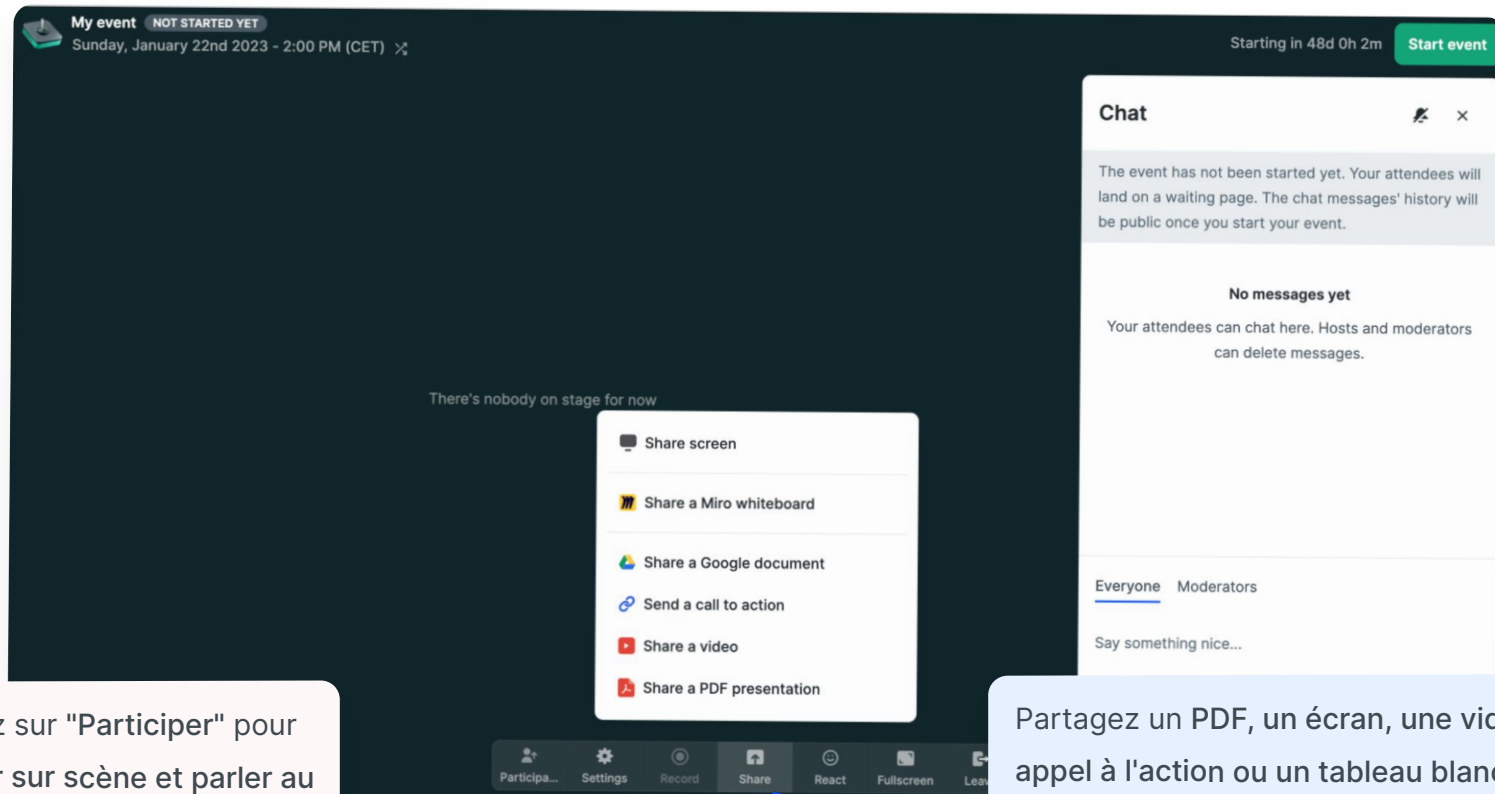 My event NOT STARTED YET
Sunday, January 22nd 2023 - 2:00 PM (CET)
Starting in 48d 0h 2m Start event
Chat
The event has not been started yet. Your attendees will
land on a waiting page. The chat messages' history will
be public once you start your event.
No messages yet
Your attendees can chat here. Hosts and moderators
can delete messages.
There's nobody on stage for now
Share screen
Share a Miro whiteboard
Share a Google document
Send a call to action
Share a video
Share a PDF presentation
Everyone Moderators
Say something nice...
Participa... Settings Record Share React Fullscreen
sur "Participer" pour
sur scène et parler au
Partagez un PDF, un écran, une
appel à l'action ou un tableau